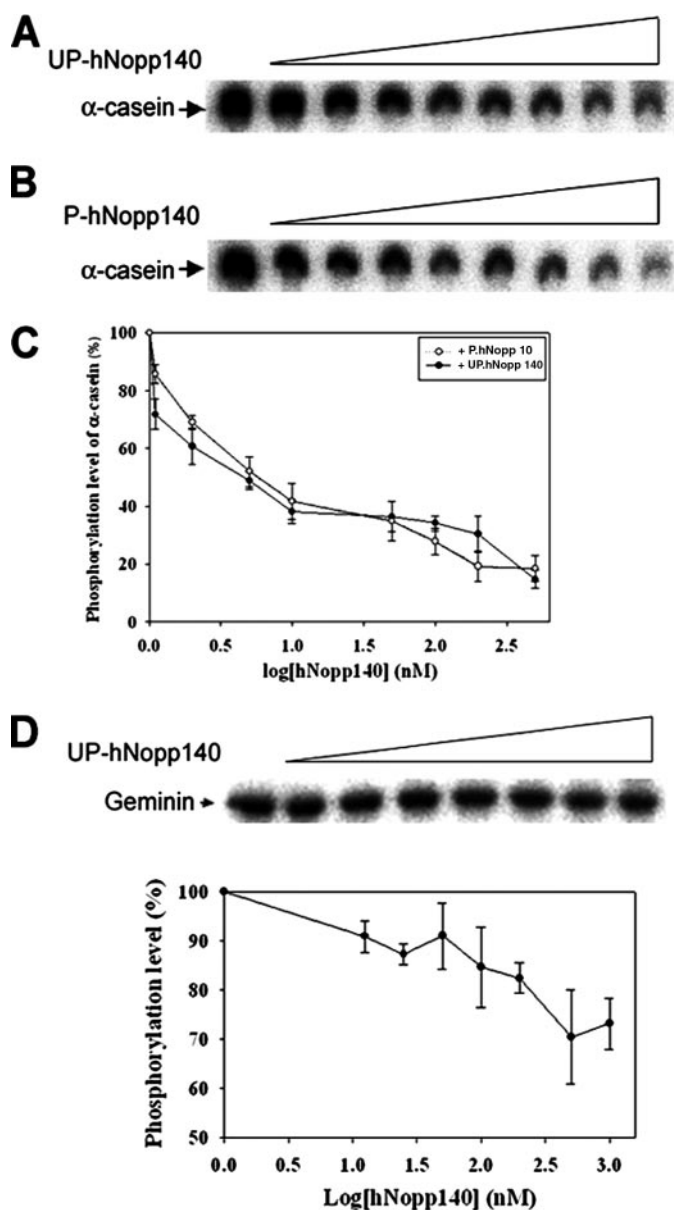 A
UP-hNopp140
α-casein
B
P-hNopp140
α-casein
C
100
80
60
40
20
0
Phosphorylation level of α-casein (%)
+ P.hNopp 10
+ UP.hNopp 140
0.0 0.5 1.0 1.5 2.0 2.5
log[hNopp140] (nM)
D
UP-hNopp140
Geminin
100
90
80
70
60
50
Phosphorylation level (%)
0.0 0.5 1.0 1.5 2.0 2.5 3.0
Log[hNopp140] (nM)